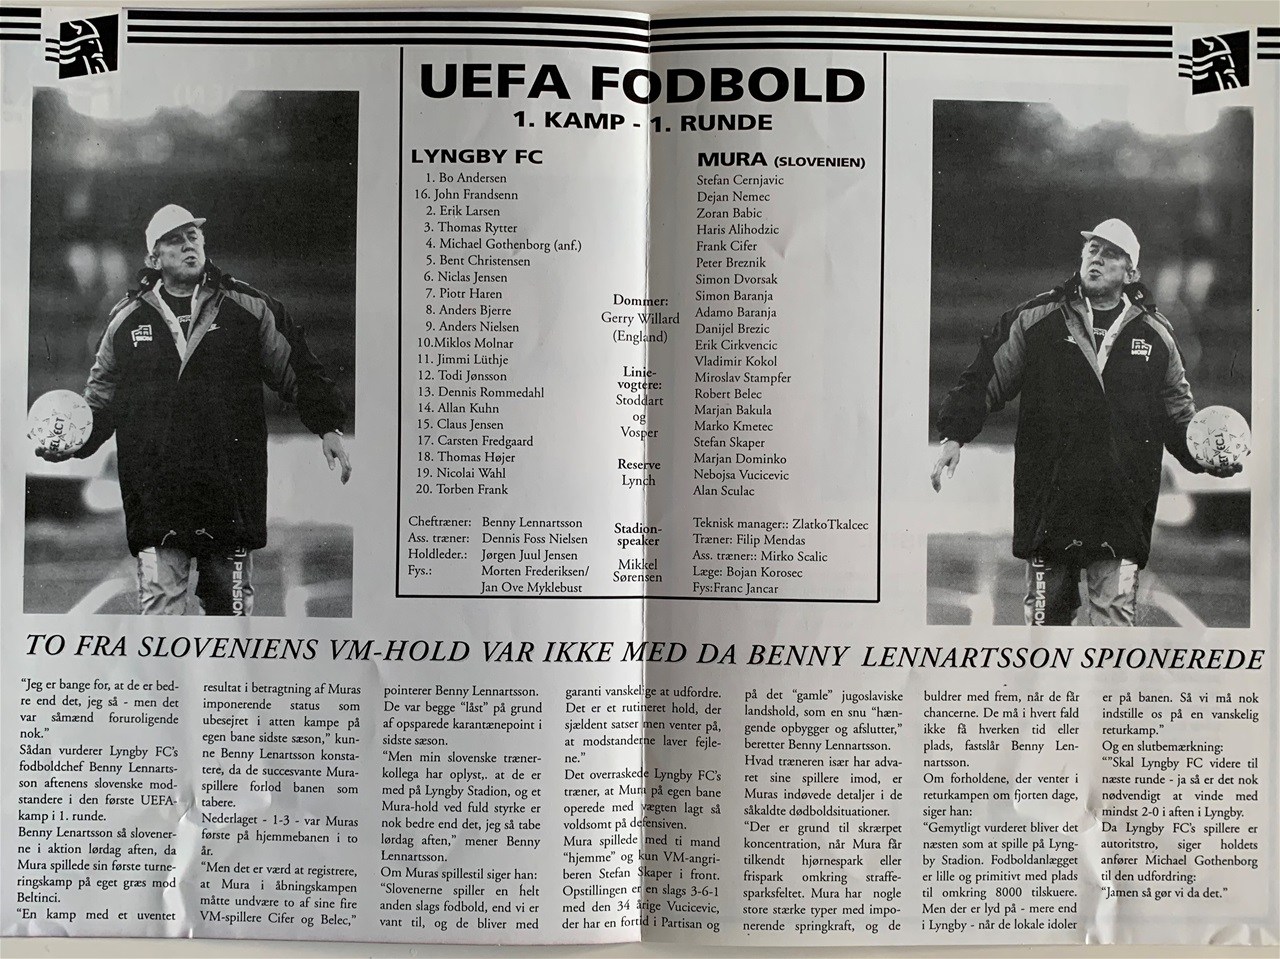 UEFA FODBOLD
1. KAMP - 1. RUNDE
LYNGBY FC
1. Bo Andersen
16. John Frandsenn
2. Erik Larsen
3. Thomas Rytter
4. Michael Gothenborg (anf.)
5. Bent Christensen
6. Niclas Jensen
7. Piotr Haren
8. Anders Bjerre
9. Anders Nielsen
10.Miklos Molnar
11. Jimmi Lüthje
12. Todi Jønsson
13. Dennis Rommedahl
14. Allan Kuhn
15. Claus Jensen
17. Carsten Fredgaard
18. Thomas Højer
19. Nicolai Wahl
20. Torben Frank
Cheftræner: Benny Lennartsson
Ass. træner: Dennis Foss Nielsen
Holdleder.: Jørgen Juul Jensen
Fys.: Morten Frederiksen/
Jan Ove Myklebust
Dommer:
Gerry Willard
(England)
Linie-
vogtere:
Stoddart
og
Vosper
Reserve
Lynch
Stadion-
speaker
Mikkel
Sørensen
MURA (SLOVENIEN)
Stefan Cernjavic
Dejan Nemec
Zoran Babic
Haris Alihodzic
Frank Cifer
Peter Breznik
Simon Dvorsak
Simon Baranja
Adamo Baranja
Danijel Brezic
Erik Cirkvencic
Vladimir Kokol
Miroslav Stampfer
Robert Belec
Marjan Bakula
Marko Kmetec
Stefan Skaper
Marjan Dominko
Nebojsa Vucicevic
Alan Sculac
Teknisk manager:: ZlatkoTkalcec
Træner: Filip Mendas
Ass. træner:: Mirko Scalic
Læge: Bojan Korosec
Fys:Franc Jancar
SELECT
PENSION
TO FRA SLOVENIENS VM-HOLD VAR IKKE MED DA BENNY LENNARTSSON SPIONEREDE
"Jeg er bange for, at de er bed-
re end det, jeg så - men det
var såmænd foruroligende
nok."
Sådan vurderer Lyngby FC's
fodboldchef Benny Lennarts-
son aftenens slovenske mod-
standere i den første UEFA-
kamp i 1. runde.
Benny Lenartsson så slovener-
ne i aktion lørdag aften, da
Mura spillede sin første turne-
ringskamp på eget græs mod
Beltinci.
"En kamp med et uventet
resultat i betragtning af Muras
imponerende status som
ubesejret i atten kampe på
egen bane sidste sæson," kun-
ne Benny Lenartsson konsta-
tere, da de succesvante Mura-
spillere forlod banen som
tabere.
Nederlaget - 1-3 - var Muras
første på hjemmebanen i to
år.
"Men det er værd at registrere,
at Mura i åbningskampen
måtte undvære to af sine fire
VM-spillere Cifer og Belec,"
pointerer Benny Lennartsson.
De var begge "låst" på grund
af opsparede karantænepoint i
sidste sæson.
"Men min slovenske træner-
kollega har oplyst,. at de er
med på Lyngby Stadion, og et
Mura-hold ved fuld styrke er
nok bedre end det, jeg så tabe
lørdag aften," mener Benny
Lennartsson.
Om Muras spillestil siger han:
"Slovenerne spiller en helt
anden slags fodbold, end vi er
vant til, og de bliver med
garanti vanskelige at udfordre.
Det er et rutineret hold, der
sjældent satser men venter på,
at modstanderne laver fejle-
ne."
Det overraskede Lyngby FC's
træner, at Mura på egen bane
operede med vægten lagt så
voldsomt på defensiven.
Mura spillede med ti mand
"hjemme" og kun VM-angri-
beren Stefan Skaper i front.
Opstillingen er en slags 3-6-1
med den 34 årige Vucicevic,
der har en fortid i Partisan og
på det "gamle" jugoslaviske
landshold, som en snu "hæn-
gende opbygger og afslutter,"
beretter Benny Lennartsson.
Hvad træneren især har adva-
ret sine spillere imod, er
Muras indøvede detaljer i de
såkaldte dødboldsituationer.
"Der er grund til skærpet
koncentration, når Mura får
tilkendt hjørnespark eller
frispark omkring straffe-
sparksfeltet. Mura har nogle
store stærke typer med impo-
nerende springkraft, og de
buldrer med frem, når de får
chancerne. De må i hvert fald
ikke få hverken tid eller
plads, fastslår Benny Len-
nartsson.
Om forholdene, der venter i
returkampen om fjorten dage,
siger han:
"Gemytligt vurderet bliver det
næsten som at spille på Lyng-
by Stadion. Fodboldanlægget
er lille og primitivt med plads
til omkring 8000 tilskuere.
Men der er lyd på - mere end
i Lyngby - når de lokale idoler
er på banen. Så vi må nok
indstille os på en vanskelig
returkamp."
Og en slutbemærkning:
""Skal Lyngby FC videre til
næste runde - ja så er det nok
nødvendigt at vinde med
mindst 2-0 i aften i Lyngby.
Da Lyngby FC's spillere er
autoritstro, siger holdets
anfører Michael Gothenborg
til den udfordring:
"Jamen så gør vi da det."